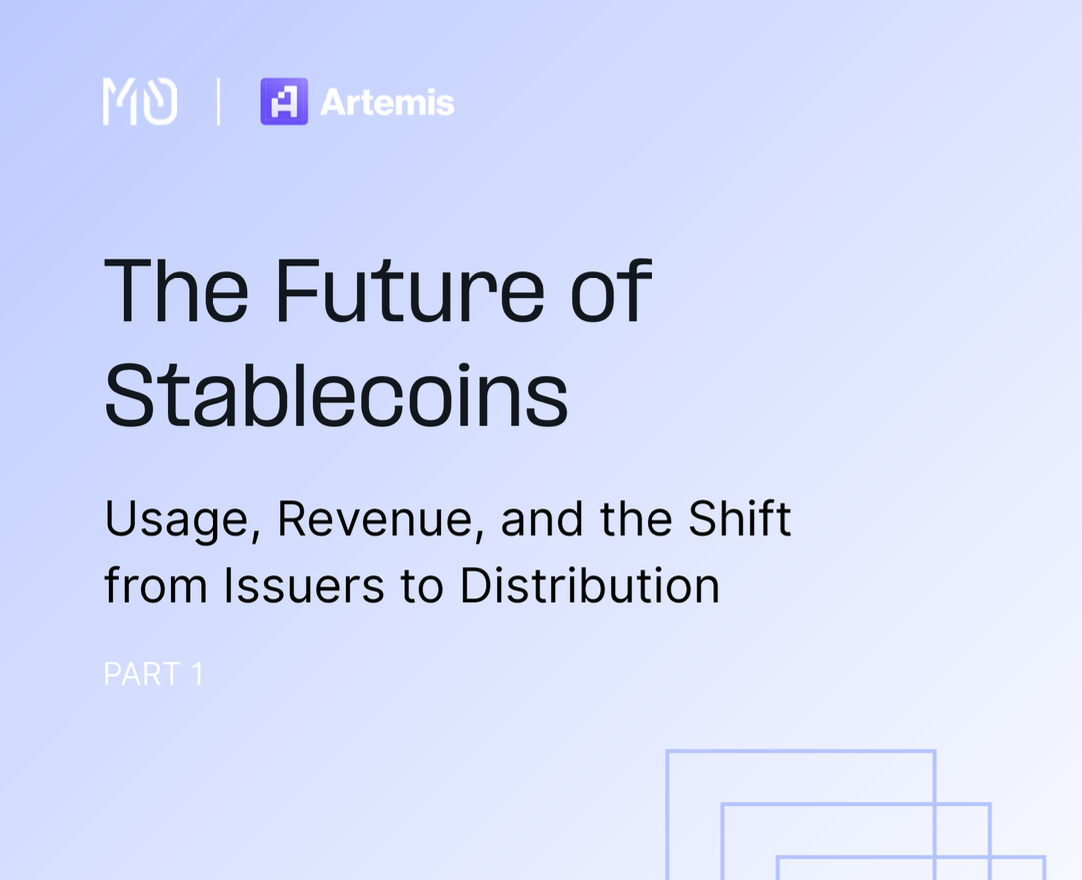 M0 | Artemis
The Future of
Stablecoins
Usage, Revenue, and the Shift
from Issuers to Distribution
PART 1